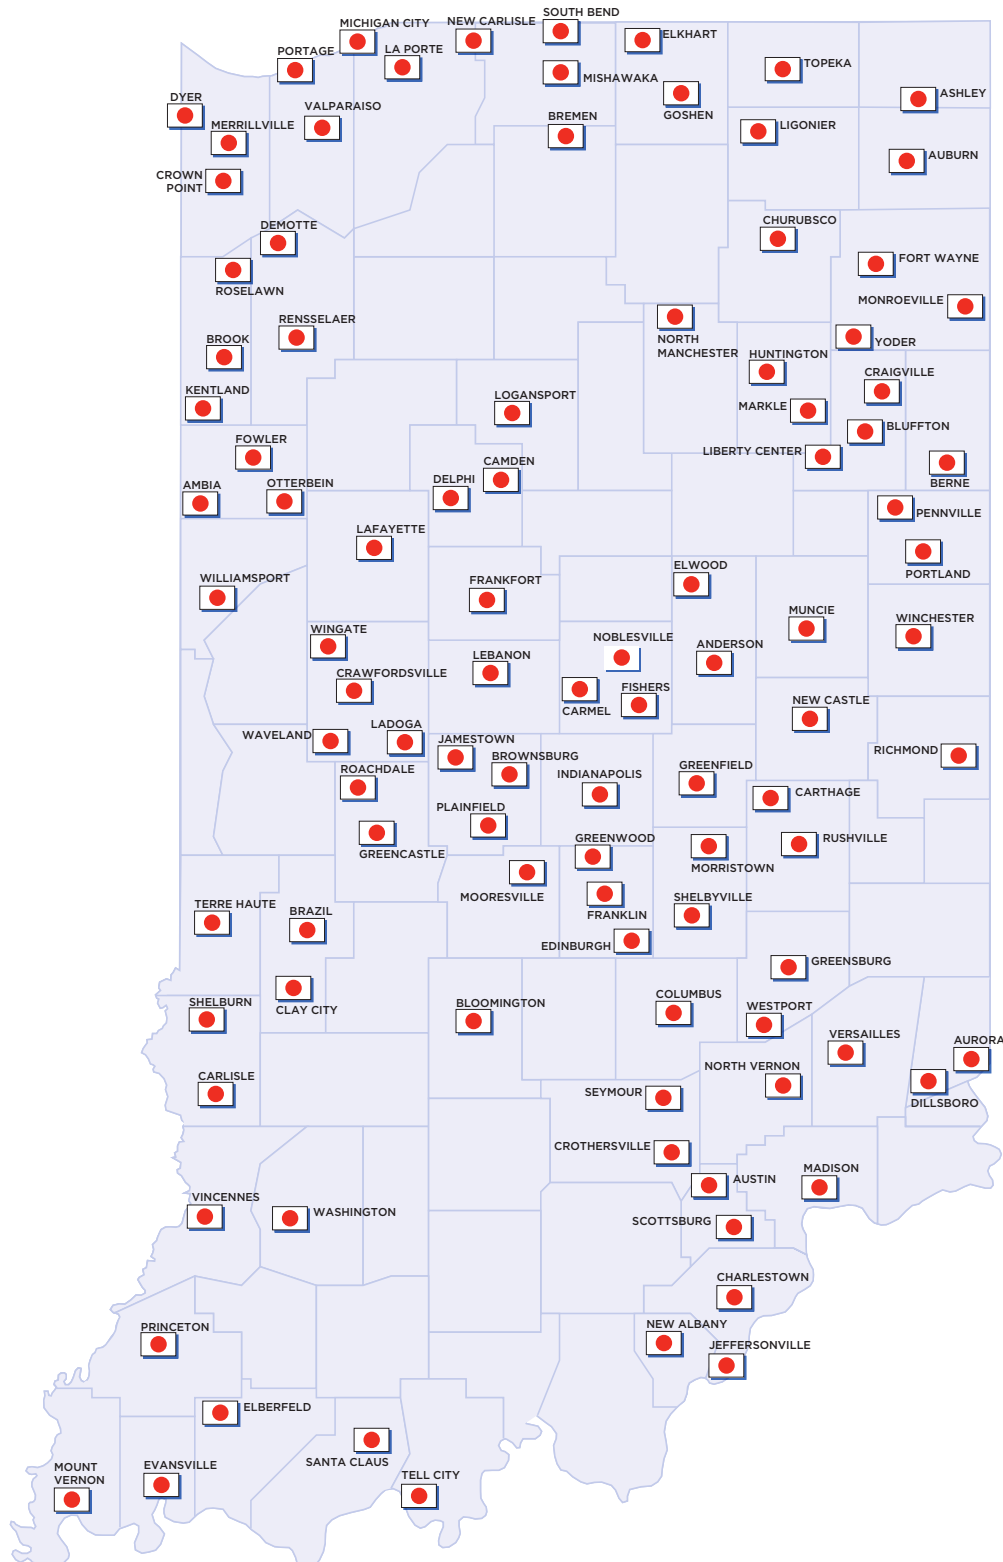 SOUTH BEND
MICHIGAN CITY
NEW CARLISLE
ELKHART
PORTAGE
LA PORTE
MISHAWAKA
TOPEKA
DYER
VALPARAISO
GOSHEN
ASHLEY
MERRILLVILLE
BREMEN
LIGONIER
AUBURN
CROWN
POINT
DEMOTTE
CHURUBSCO
FORT WAYNE
ROSELAWN
MONROEVILLE
RENSSELAER
NORTH
MANCHESTER
YODER
BROOK
HUNTINGTON
CRAIGVILLE
KENTLAND
LOGANSPORT
MARKLE
BLUFFTON
FOWLER
LIBERTY CENTER
CAMDEN
DELPHI
BERNE
AMBIA
OTTERBEIN
PENNVILLE
LAFAYETTE
PORTLAND
WILLIAMSPORT
FRANKFORT
ELWOOD
MUNCIE
WINCHESTER
WINGATE
NOBLESVILLE
ANDERSON
LEBANON
CRAWFORDSVILLE
CARMEL
FISHERS
NEW CASTLE
WAVELAND
LADOGA
JAMESTOWN
BROWNSBURG
RICHMOND
ROACHDALE
INDIANAPOLIS
GREENFIELD
CARTHAGE
PLAINFIELD
GREENCASTLE
GREENWOOD
MORRISTOWN
RUSHVILLE
MOORESVILLE
FRANKLIN
SHELBYVILLE
TERRE HAUTE
BRAZIL
EDINBURGH
GREENSBURG
SHELBURN
CLAY CITY
BLOOMINGTON
COLUMBUS
WESTPORT
VERSAILLES
AURORA
CARLISLE
NORTH VERNON
SEYMOUR
DILLSBORO
CROTHERSVILLE
AUSTIN
MADISON
VINCENNES
WASHINGTON
SCOTTSBURG
CHARLESTOWN
PRINCETON
NEW ALBANY
JEFFERSONVILLE
ELBERFELD
SANTA CLAUS
MOUNT
VERNON
EVANSVILLE
TELL CITY